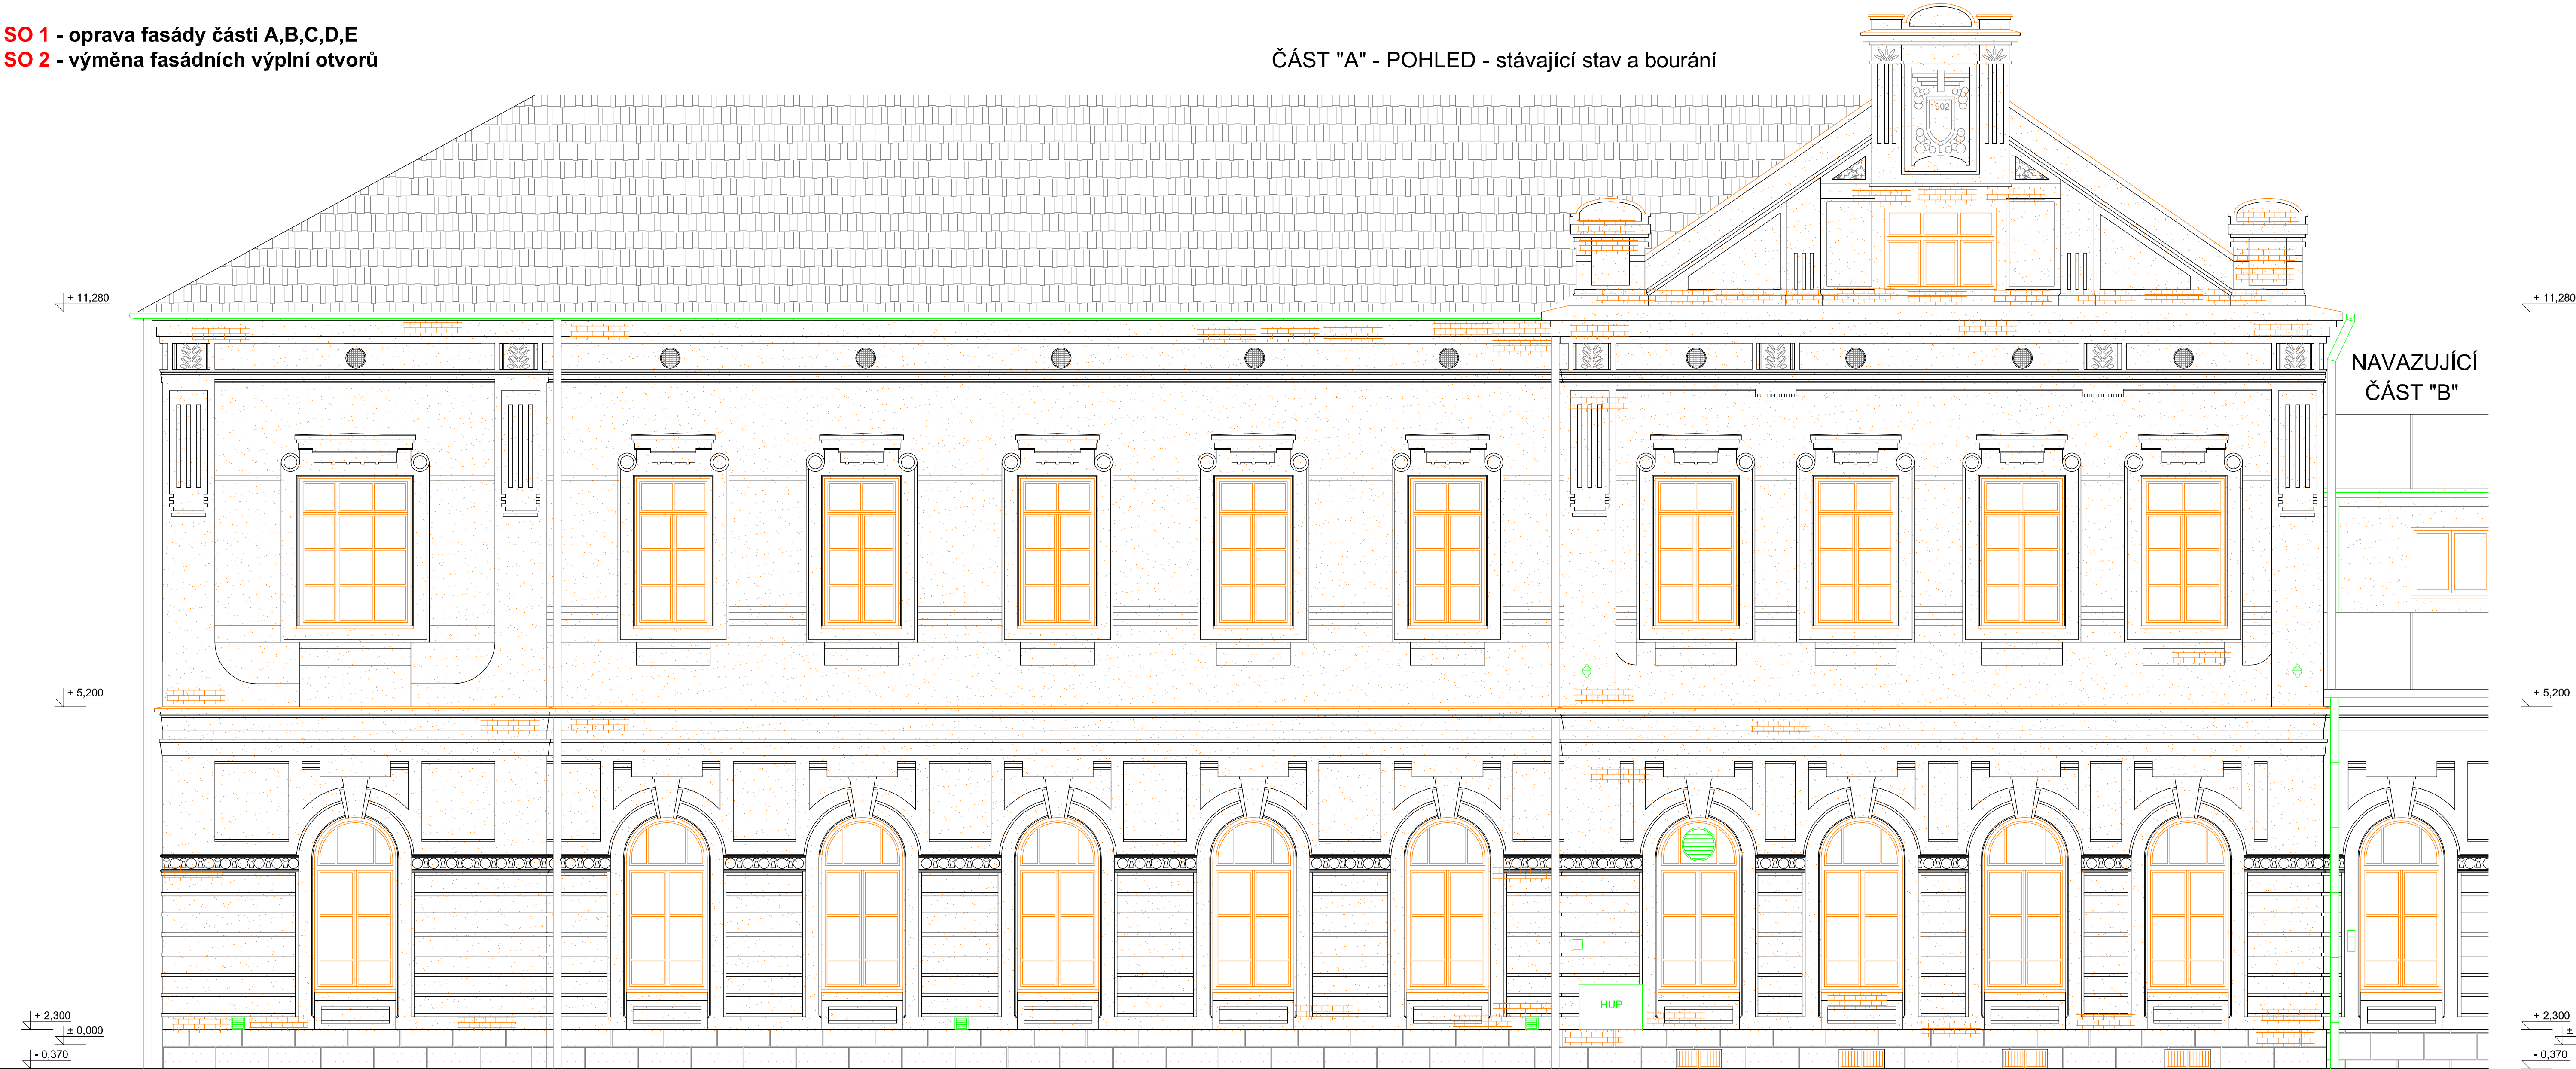 SO 1 - oprava fasády části A,B,C,D,E
SO 2 - výměna fasádních výplní otvorů
ČÁST "A" - POHLED - stávající stav a bourání
1902
+ 11,280
+ 11,280
NAVAZUJÍCÍ
ČÁST "B"
+ 5,200
+ 5,200
HUP
+ 2,300
± 0,000
- 0,370
+ 2,300
±
- 0,370